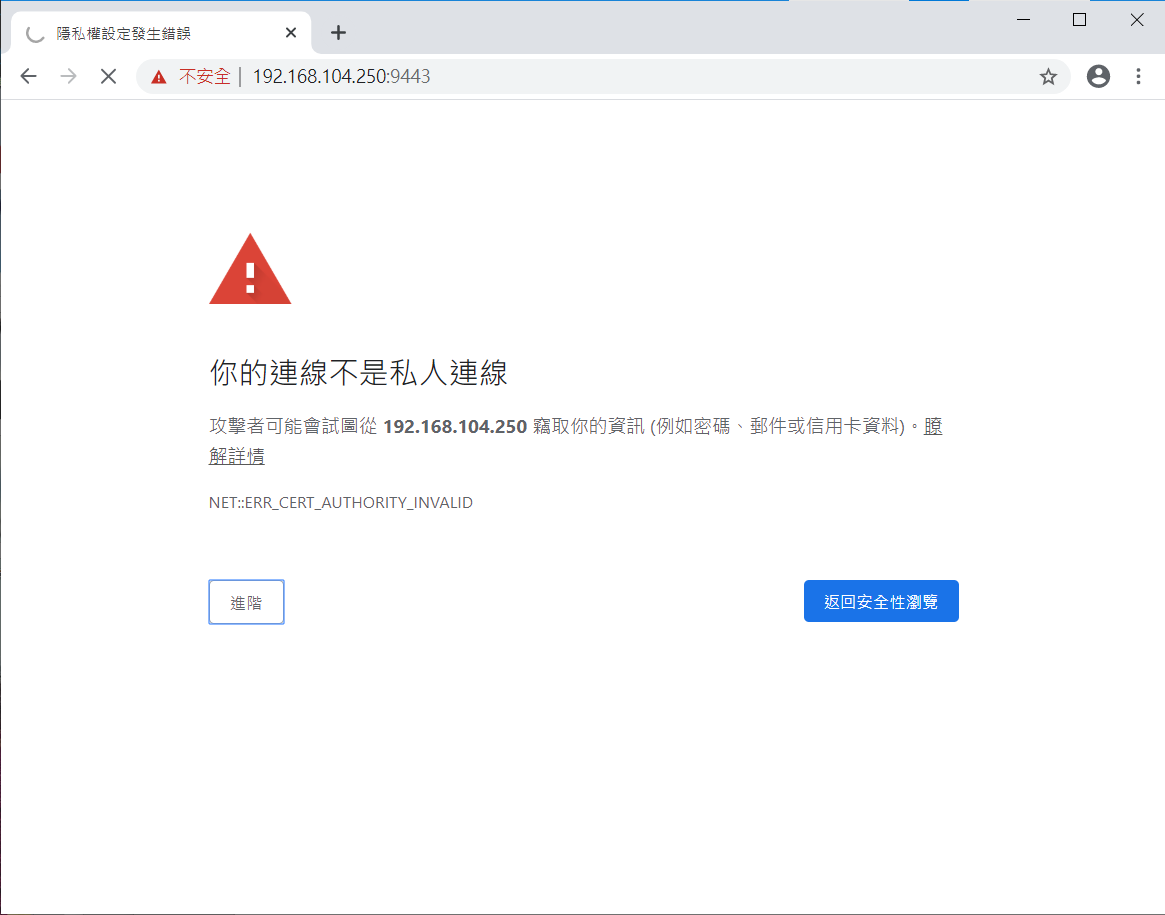 隱私權設定發生錯誤
不安全 | 192.168.104.250:9443
你的連線不是私人連線
攻擊者可能會試圖從 192.168.104.250 竊取你的資訊 (例如密碼、郵件或信用卡資料)。瞭
解詳情
NET::ERR_CERT_AUTHORITY_INVALID
進階
返回安全性瀏覽